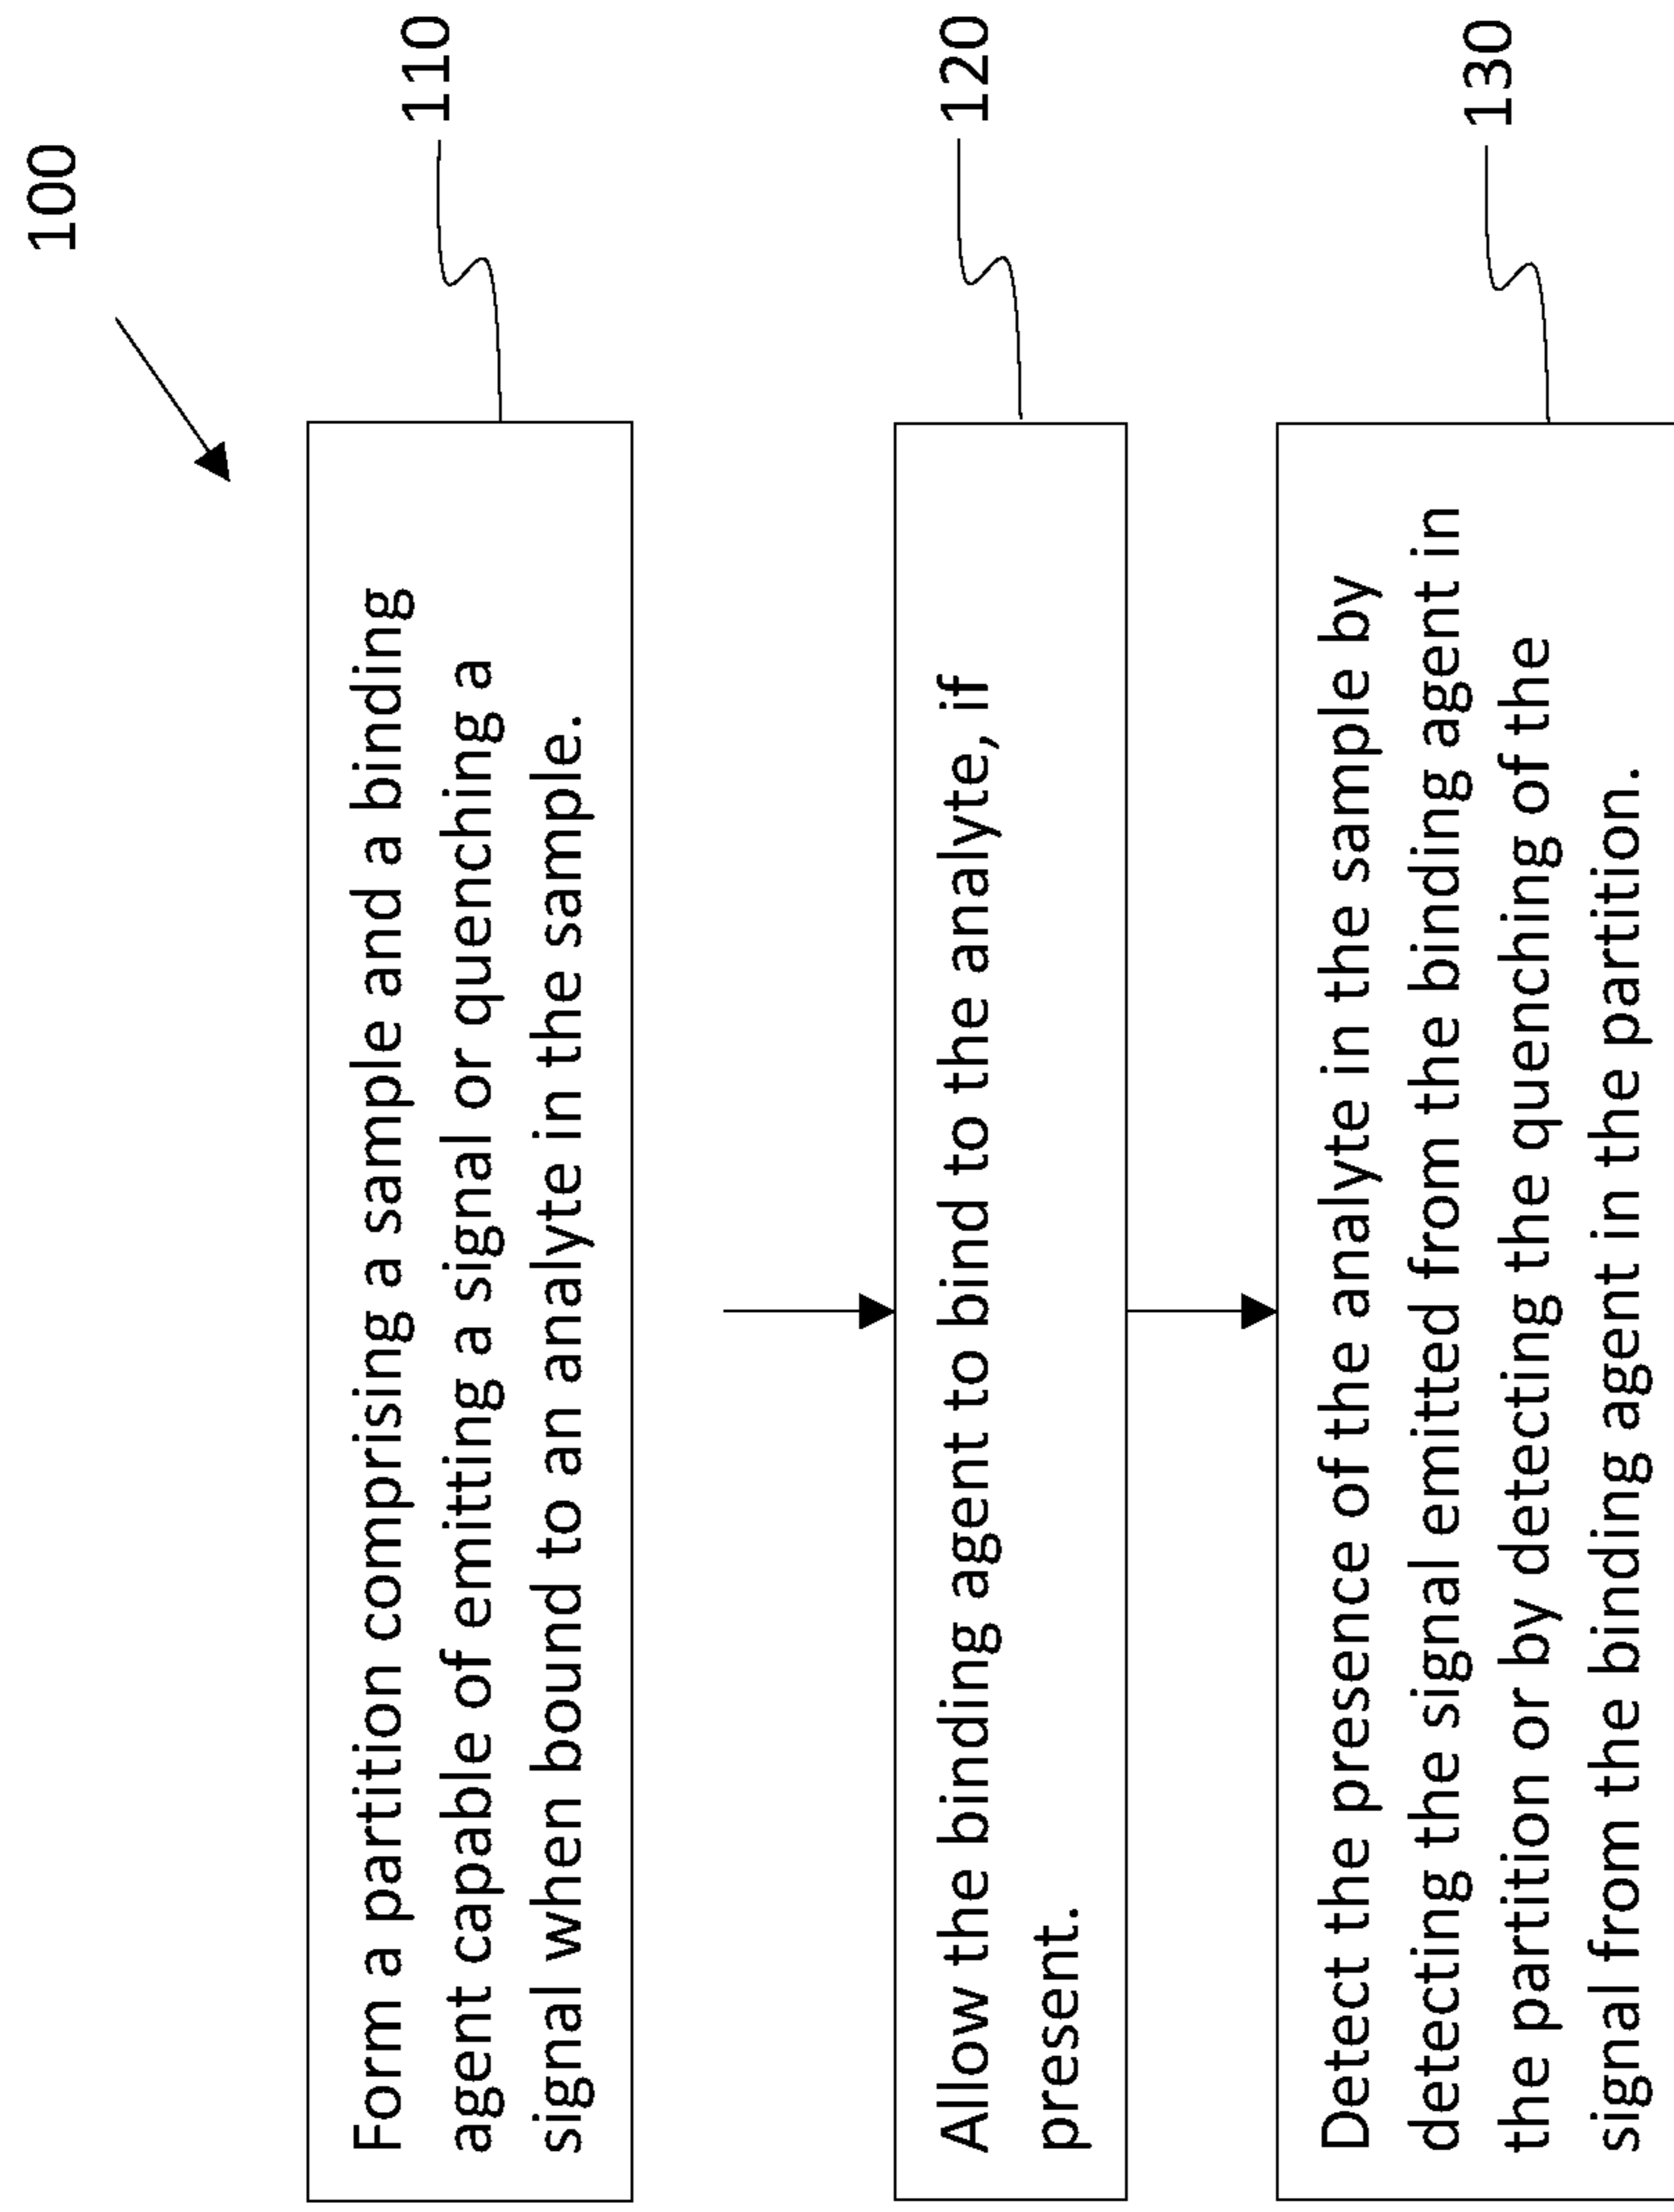 100
Form a partition comprising a sample and a binding
agent capable of emitting a signal or quenching a
signal when bound to an analyte in the sample.
110
Allow the binding agent to bind to the analyte, if
present.
120
Detect the presence of the analyte in the sample by
detecting the signal emitted from the binding agent in
the partition or by detecting the quenching of the
signal from the binding agent in the partition.
130